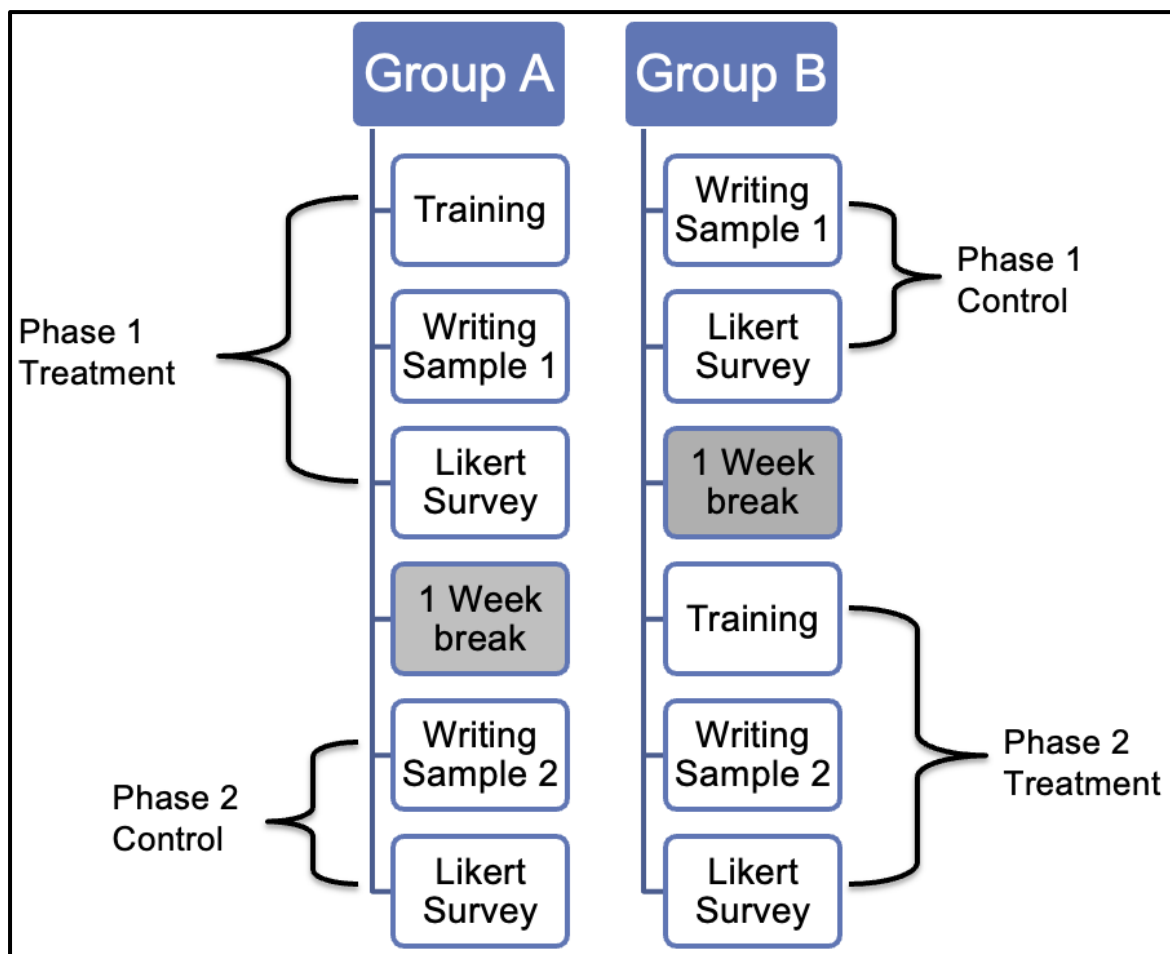 Group A
Group B
Phase 1
Treatment
Training
Writing
Sample 1
Likert
Survey
1 Week
break
Writing
Sample 2
Likert
Survey
Phase 2
Control
Writing
Sample 1
Likert
Survey
1 Week
break
Training
Writing
Sample 2
Likert
Survey
Phase 1
Control
Phase 2
Treatment